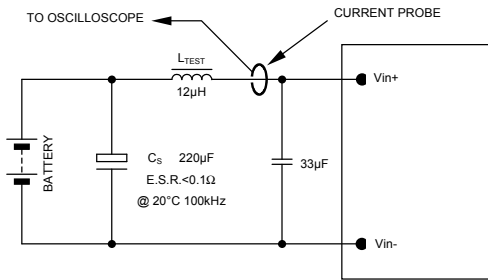 TO OSCILLOSCOPE
CURRENT PROBE
LTEST
12µH
Vin+
BATTERY
CS 220µF
E.S.R.<0.1Ω
@ 20°C 100kHz
33µF
Vin-